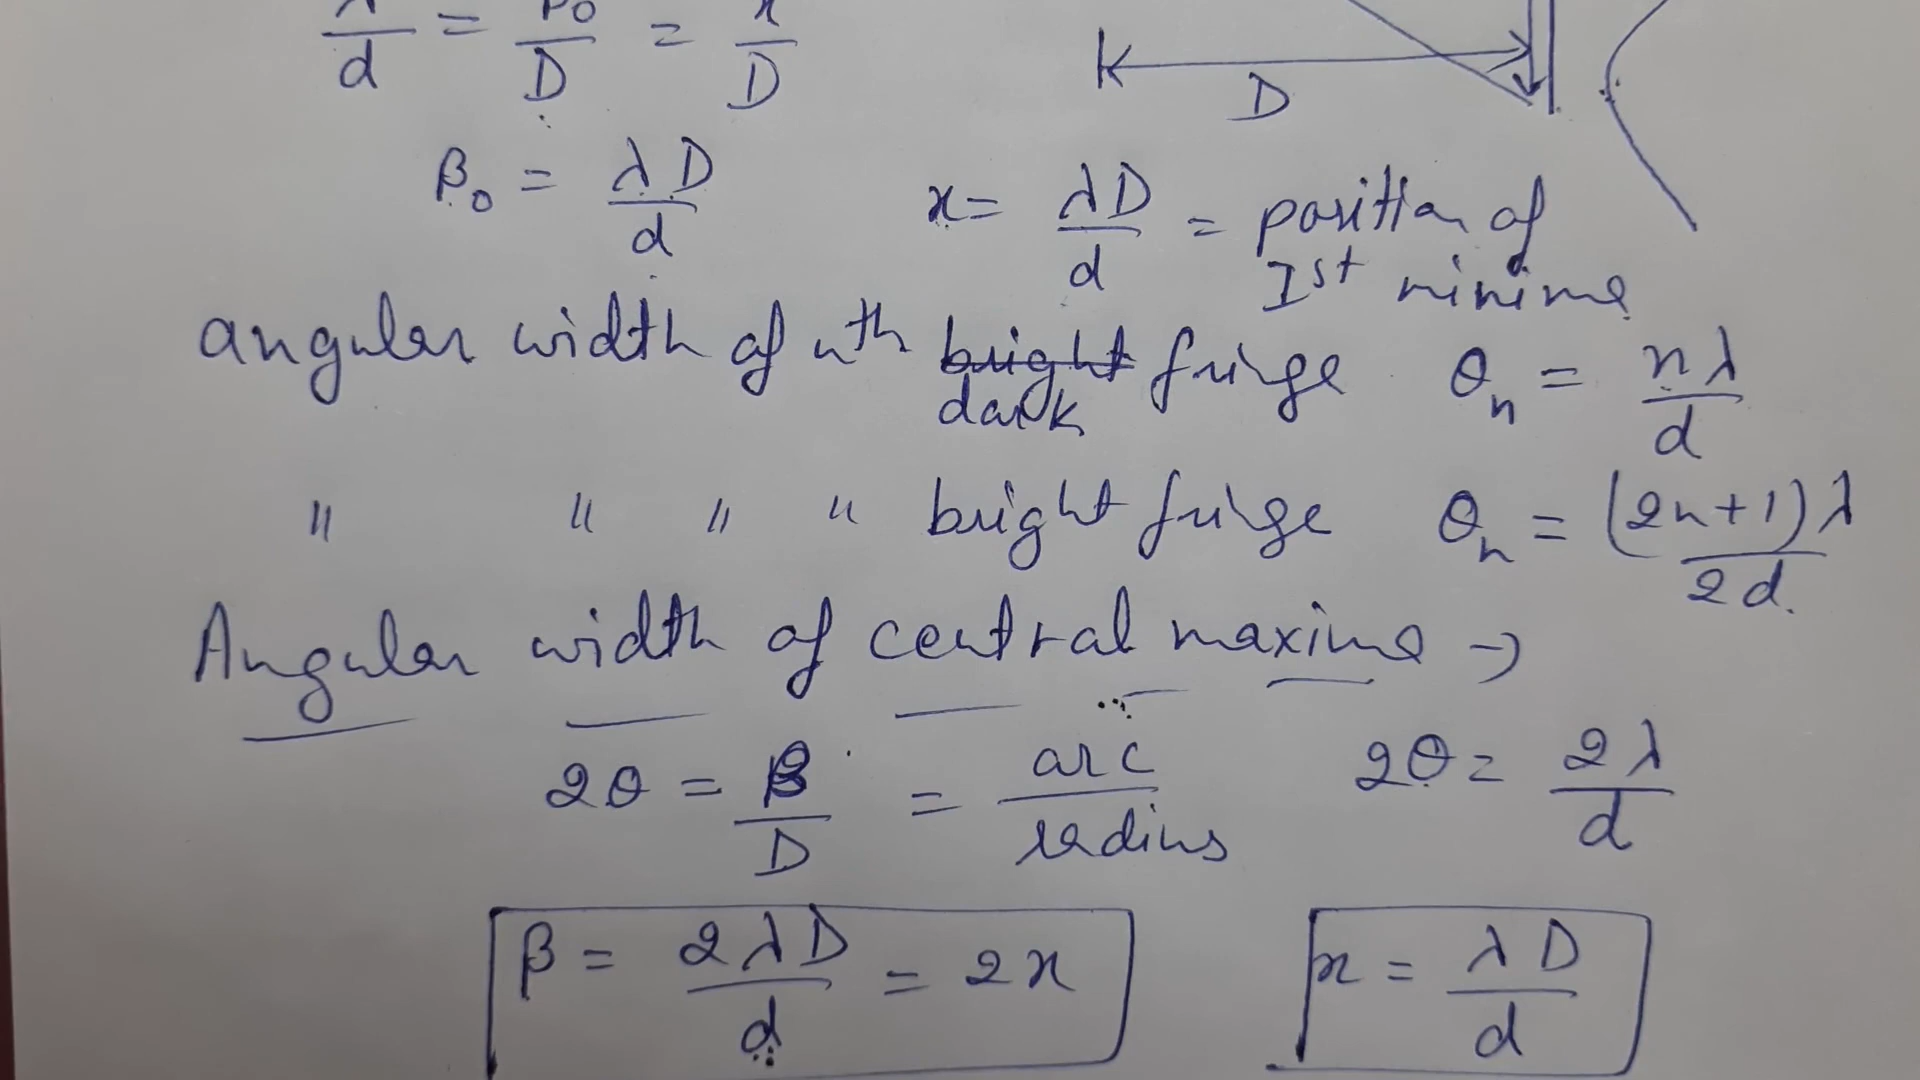 λ/d = β₀/D = x/D
D
β₀ = λD/d
x = λD/d = position of
Ist minima
angular width of nth bright fringe θₙ = nλ/d
dark
" " " " bright fringe θₙ = (2n+1)λ/2d.
Angular width of central maxima →
2θ = β/D = arc/radius 2θ = 2λ/d
β = 2λD/d = 2x
x = λD/d